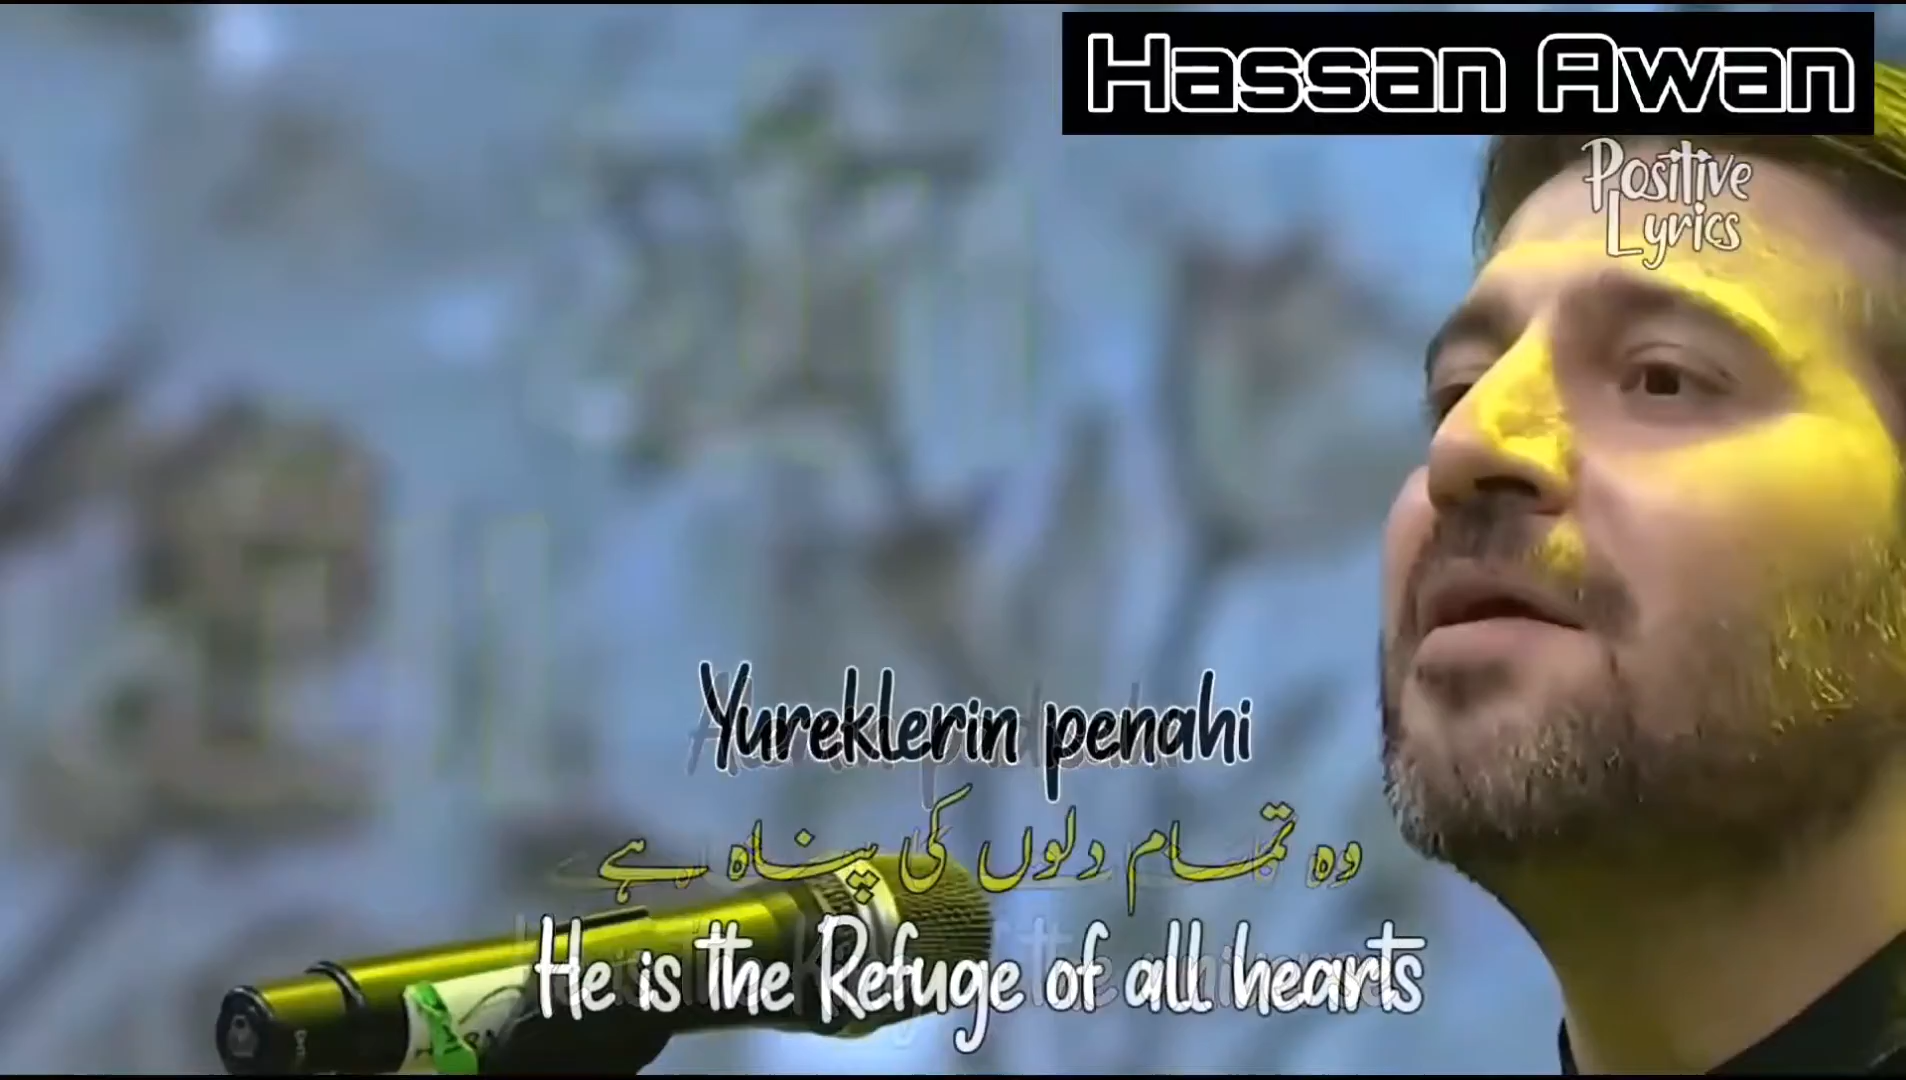 Hassan Awan
Positive
Lyrics
Yureklerin penahi
وہ تمام دلوں کی پناہ ہے
He is the Refuge of all hearts